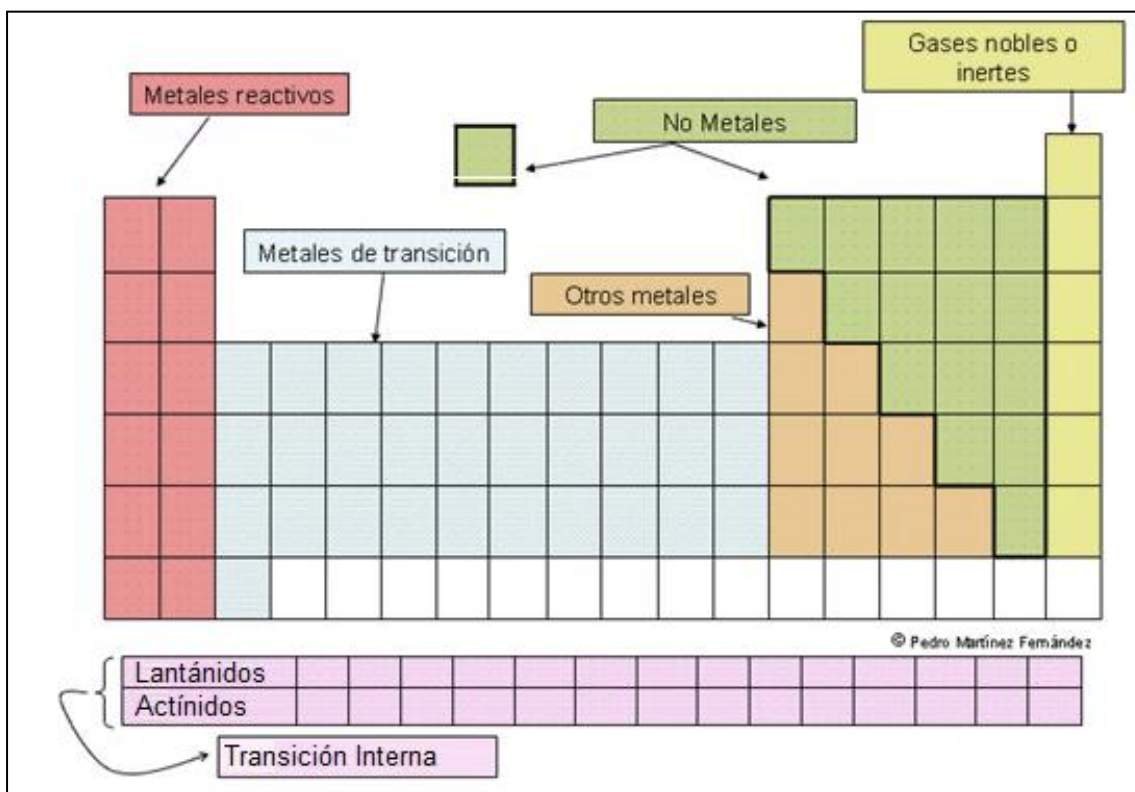 Gases nobles o
inertes
Metales reactivos
No Metales
Metales de transición
Otros metales
© Pedro Martínez Fernández
Lantánidos
Actínidos
Transición Interna